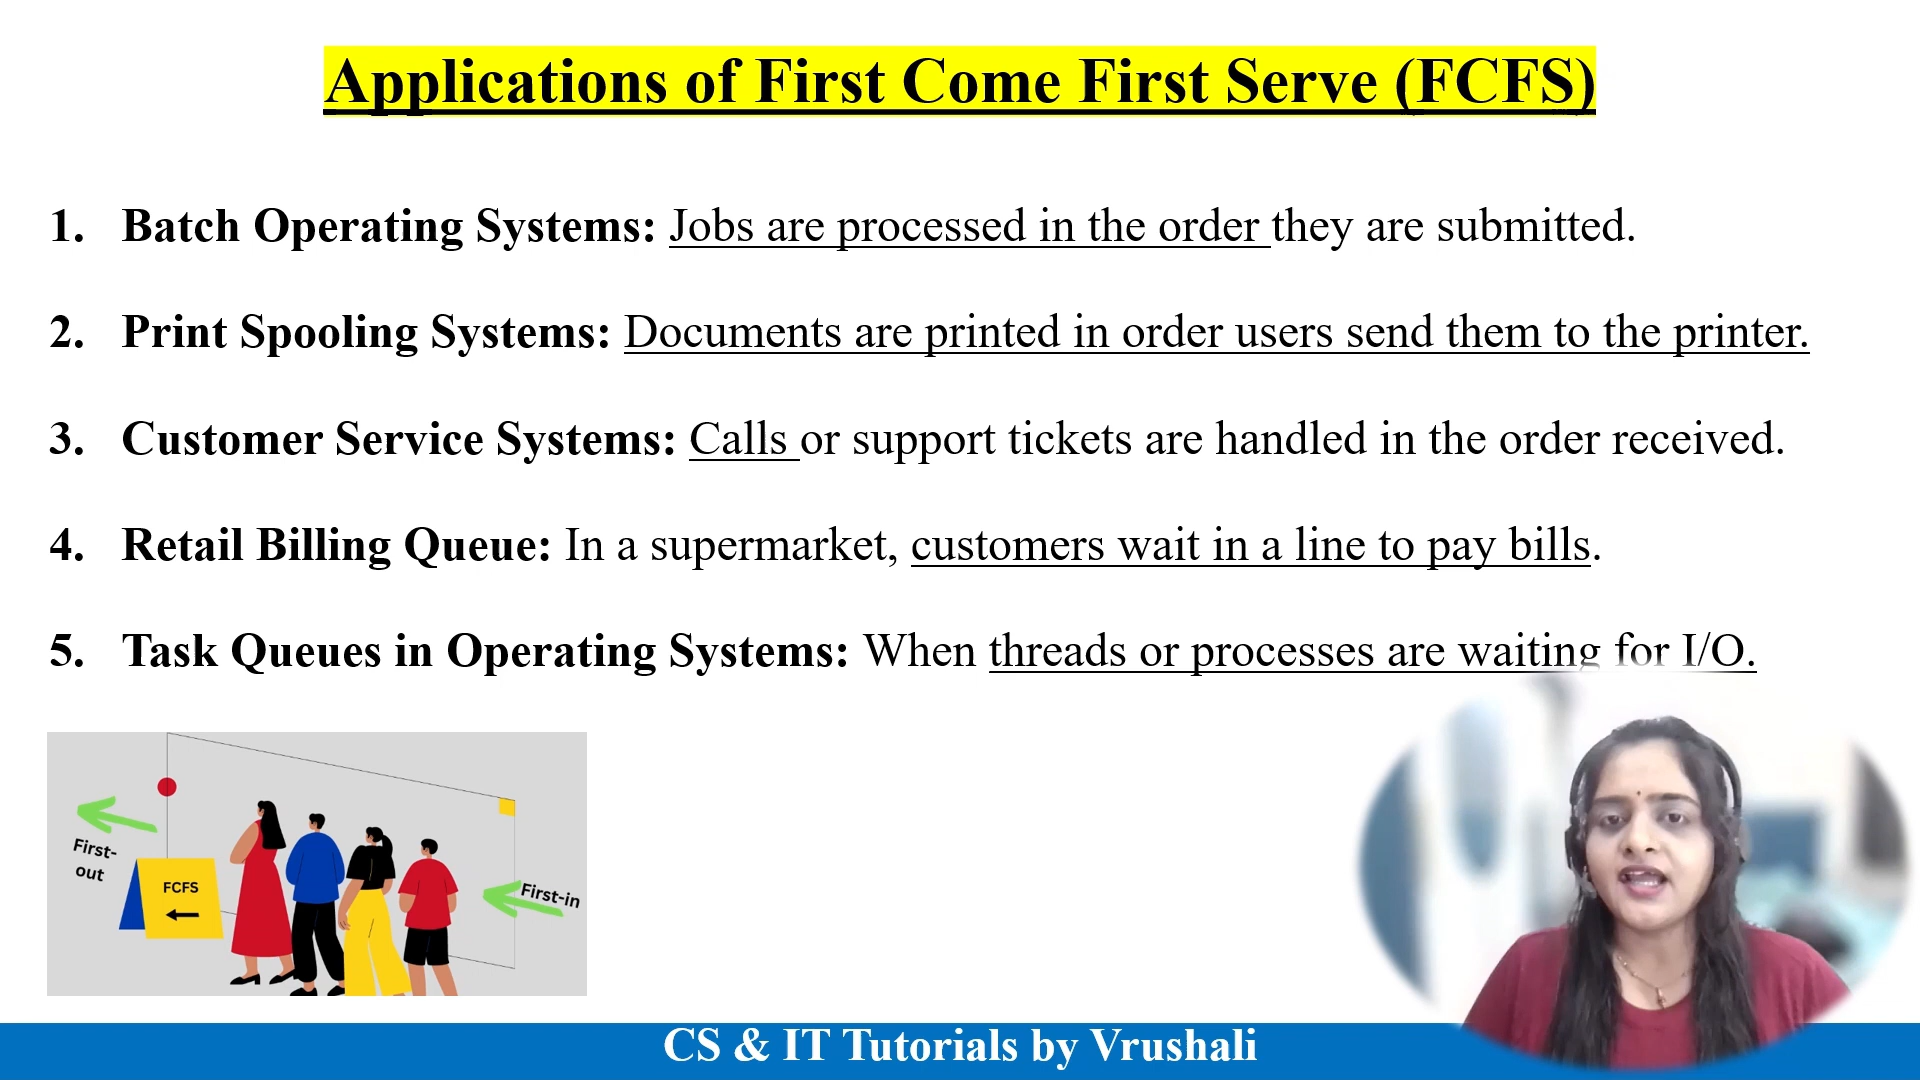 Applications of First Come First Serve (FCFS)
1. Batch Operating Systems: Jobs are processed in the order they are submitted.
2. Print Spooling Systems: Documents are printed in order users send them to the printer.
3. Customer Service Systems: Calls or support tickets are handled in the order received.
4. Retail Billing Queue: In a supermarket, customers wait in a line to pay bills.
5. Task Queues in Operating Systems: When threads or processes are waiting for I/O.
First-
out
FCFS
First-in
CS & IT Tutorials by Vrushali